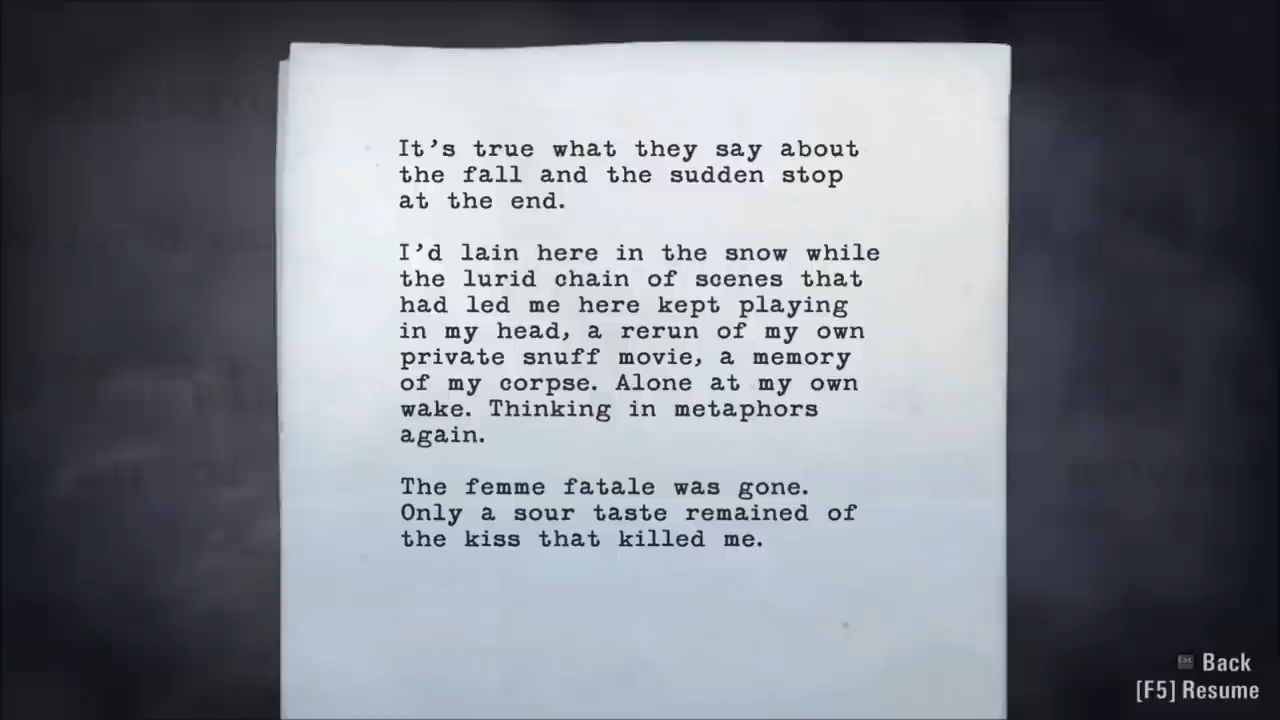 It's true what they say about
the fall and the sudden stop
at the end.
I'd lain here in the snow while
the lurid chain of scenes that
had led me here kept playing
in my head, a rerun of my own
private snuff movie, a memory
of my corpse. Alone at my own
wake. Thinking in metaphors
again.
The femme fatale was gone.
Only a sour taste remained of
the kiss that killed me.
Esc Back
[F5] Resume